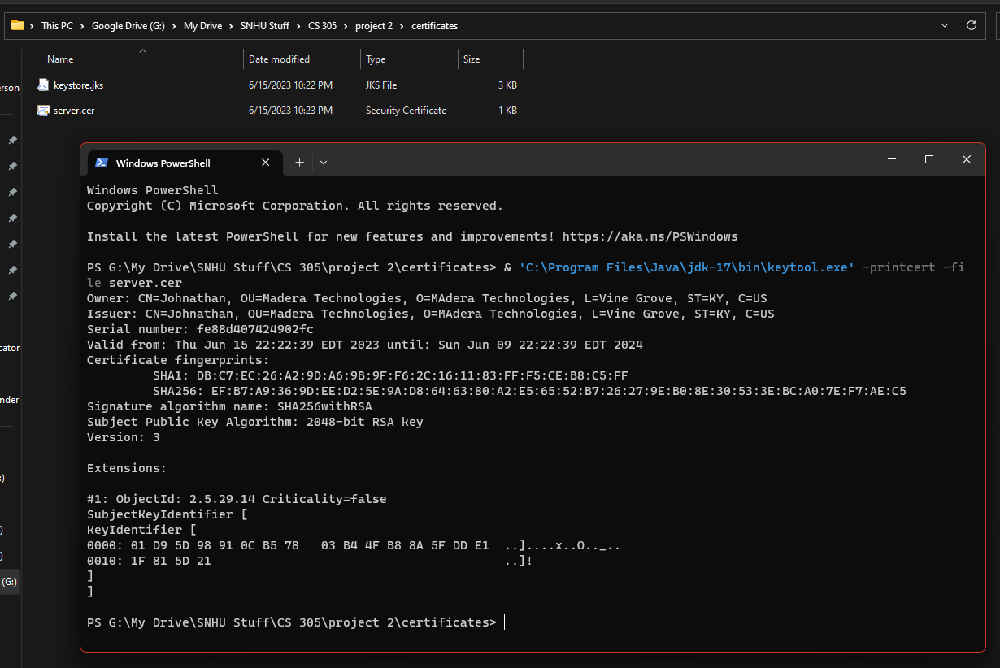 This PC > Google Drive (G:) > My Drive > SNHU Stuff > CS 305 > project 2 > certificates
Name Date modified Type Size
keystore.jks 6/15/2023 10:22 PM JKS File 3 KB
server.cer 6/15/2023 10:23 PM Security Certificate 1 KB
erson
cator
nder
:)
)
)
(G:)
Windows PowerShell
Windows PowerShell
Copyright (C) Microsoft Corporation. All rights reserved.
Install the latest PowerShell for new features and improvements! https://aka.ms/PSWindows
PS G:\My Drive\SNHU Stuff\CS 305\project 2\certificates> & 'C:\Program Files\Java\jdk-17\bin\keytool.exe' -printcert -fi
le server.cer
Owner: CN=Johnathan, OU=Madera Technologies, O=MAdera Technologies, L=Vine Grove, ST=KY, C=US
Issuer: CN=Johnathan, OU=Madera Technologies, O=MAdera Technologies, L=Vine Grove, ST=KY, C=US
Serial number: fe88d407424902fc
Valid from: Thu Jun 15 22:22:39 EDT 2023 until: Sun Jun 09 22:22:39 EDT 2024
Certificate fingerprints:
SHA1: DB:C7:EC:26:A2:9D:A6:9B:9F:F6:2C:16:11:83:FF:F5:CE:B8:C5:FF
SHA256: EF:B7:A9:36:9D:EE:D2:5E:9A:D8:64:63:80:A2:E5:65:52:B7:26:27:9E:B0:8E:30:53:3E:BC:A0:7E:F7:AE:C5
Signature algorithm name: SHA256withRSA
Subject Public Key Algorithm: 2048-bit RSA key
Version: 3
Extensions:
#1: ObjectId: 2.5.29.14 Criticality=false
SubjectKeyIdentifier [
KeyIdentifier [
0000: 01 D9 5D 98 91 0C B5 78 03 B4 4F B8 8A 5F DD E1 ..]....x..O.._..
0010: 1F 81 5D 21 ..]!
]
]
PS G:\My Drive\SNHU Stuff\CS 305\project 2\certificates>